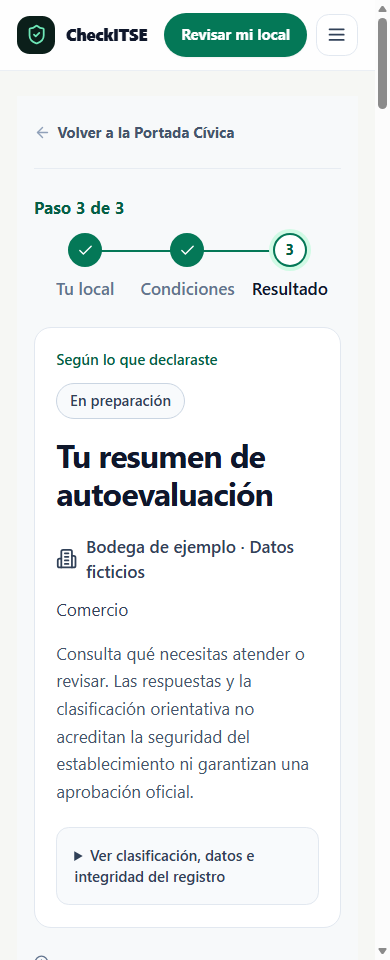 CheckITSE
Revisar mi local
Volver a la Portada Cívica
Paso 3 de 3
3
Tu local
Condiciones
Resultado
Según lo que declaraste
En preparación
Tu resumen de
autoevaluación
Bodega de ejemplo · Datos
ficticios
Comercio
Consulta qué necesitas atender o
revisar. Las respuestas y la
clasificación orientativa no
acreditan la seguridad del
establecimiento ni garantizan una
aprobación oficial.
Ver clasificación, datos e
integridad del registro